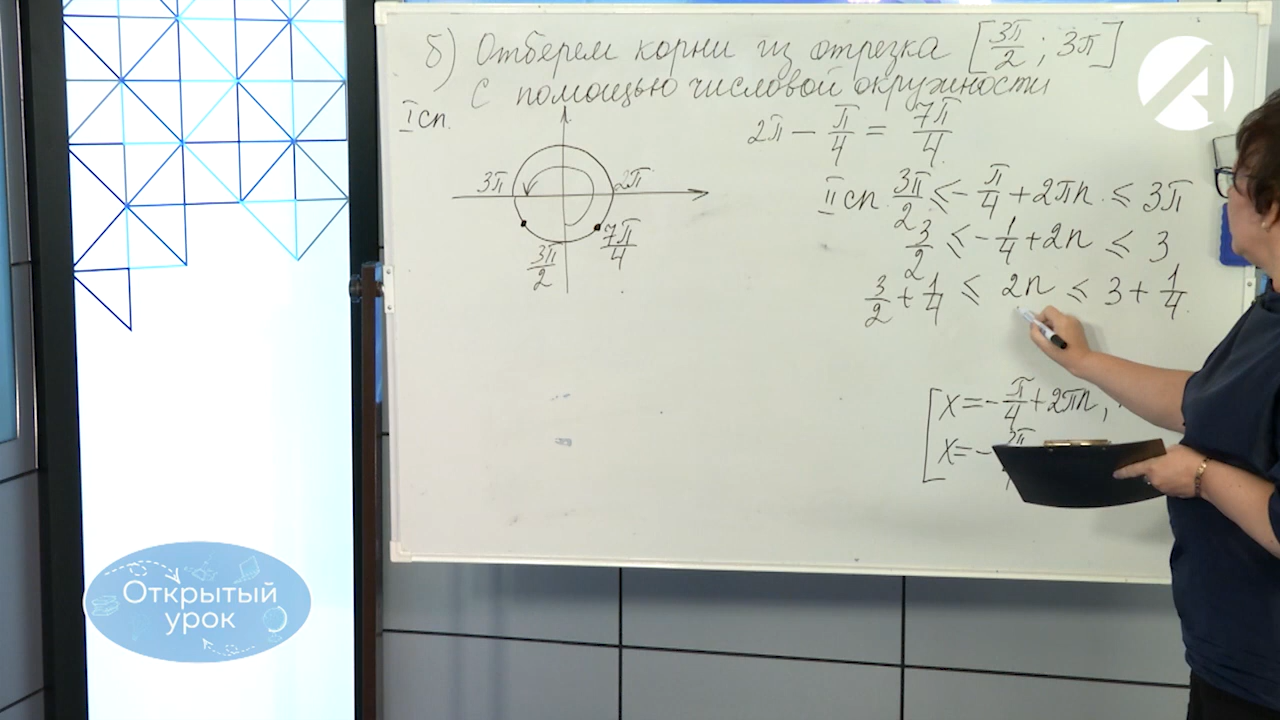 б) Отберем корни из отрезка [3π/2 ; 3π]
с помощью числовой окружности
I сп.
2π − π/4 = 7π/4
3π
2π
7π/4
3π/2
II сп. 3π/2 ≤ −π/4 + 2πn ≤ 3π
3/2 ≤ −1/4 + 2n ≤ 3
3/2 + 1/4 ≤ 2n ≤ 3 + 1/4
[ x = −π/4 + 2πn,
x = −
Открытый
урок